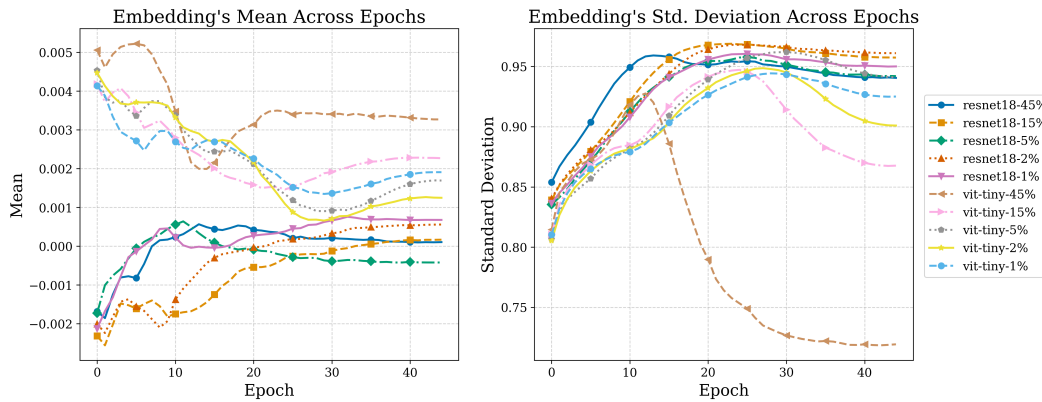 Embedding's Mean Across Epochs
0.005
0.004
0.003
0.002
0.001
0.000
−0.001
−0.002
Mean
0
10
20
30
40
Epoch
Embedding's Std. Deviation Across Epochs
0.95
0.90
0.85
0.80
0.75
Standard Deviation
0
10
20
30
40
Epoch
resnet18-45%
resnet18-15%
resnet18-5%
resnet18-2%
resnet18-1%
vit-tiny-45%
vit-tiny-15%
vit-tiny-5%
vit-tiny-2%
vit-tiny-1%